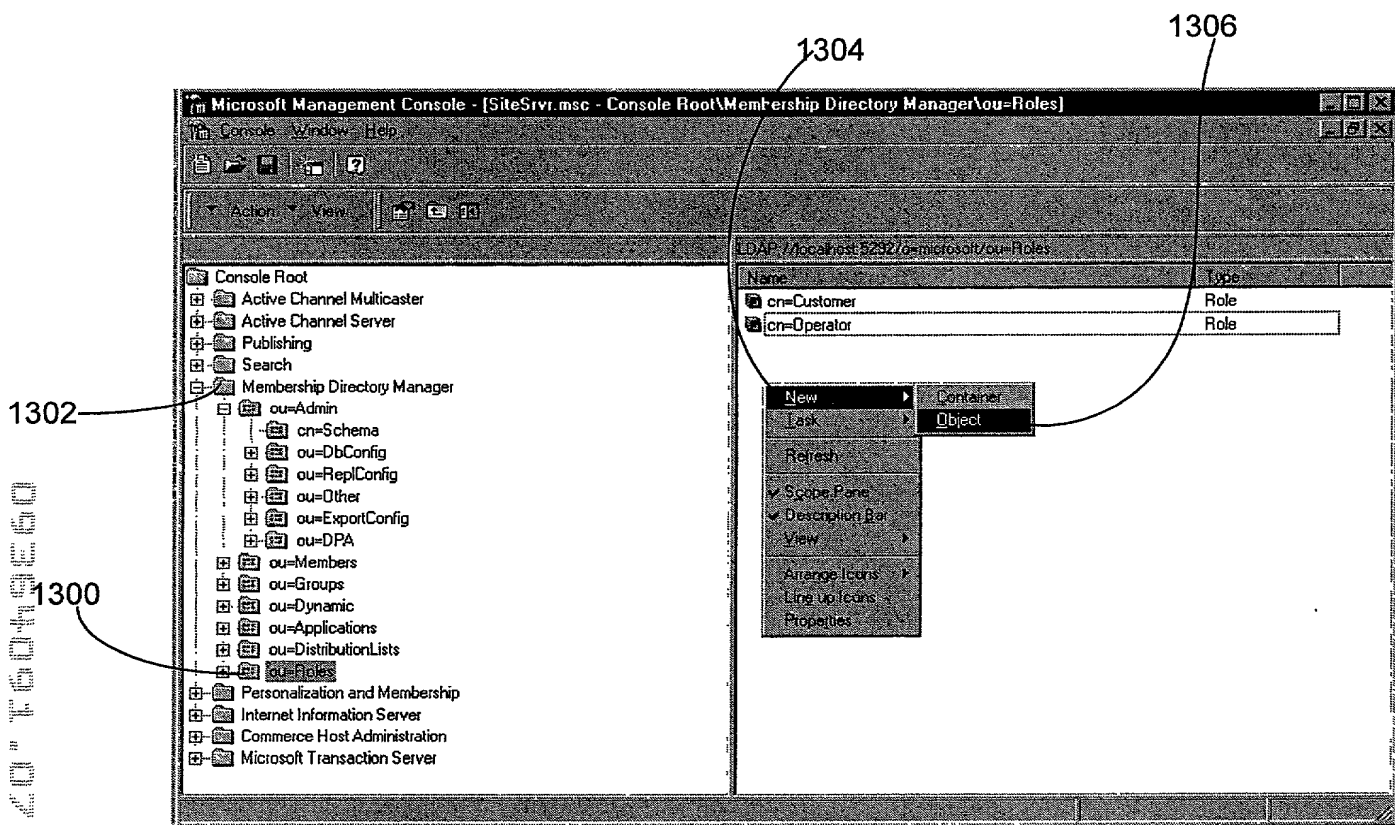 1306
1304
Microsoft Management Console - [SiteSrvr.msc - Console Root\Membership Directory Manager\ou=Roles]
Console Window Help
Action View
LDAP://localhost:5292/o=microsoft/ou=Roles
Name Type
Console Root
Active Channel Multicaster
Active Channel Server
Publishing
Search
Membership Directory Manager
ou=Admin
cn=Schema
ou=DbConfig
ou=ReplConfig
ou=Other
ou=ExportConfig
ou=DPA
ou=Members
ou=Groups
ou=Dynamic
ou=Applications
ou=DistributionLists
ou=Roles
Personalization and Membership
Internet Information Server
Commerce Host Administration
Microsoft Transaction Server
cn=Customer Role
cn=Operator Role
New
Task
Refresh
Scope Pane
Description Bar
View
Arrange Icons
Line up Icons
Properties
Container
Object
1302
1300